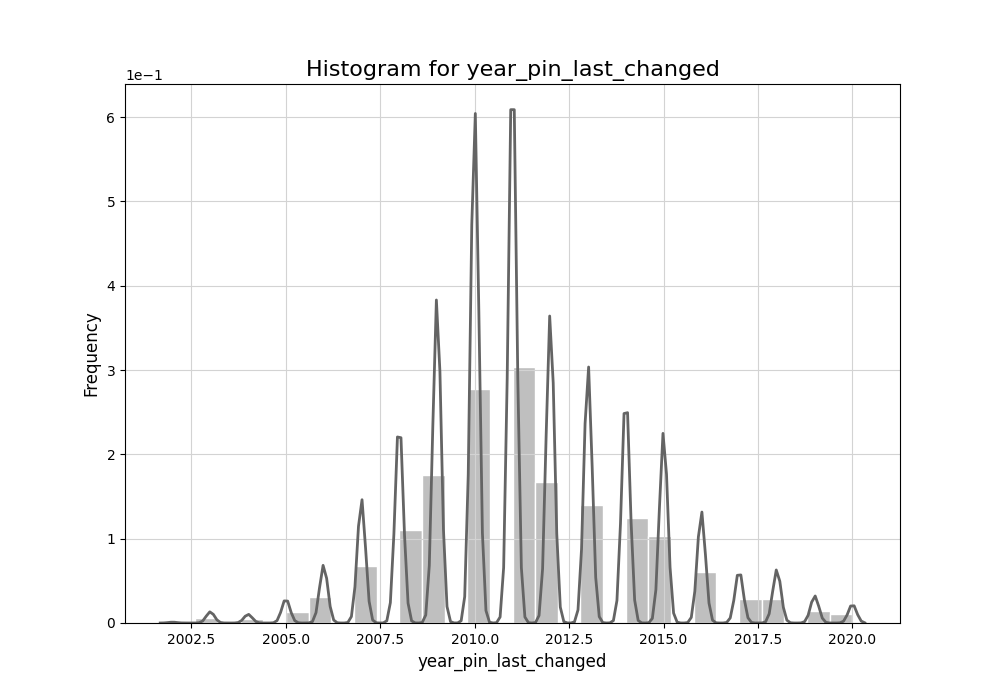 Histogram for year_pin_last_changed
1e−1
6
5
4
3
2
1
0
Frequency
2002.5 2005.0 2007.5 2010.0 2012.5 2015.0 2017.5 2020.0
year_pin_last_changed